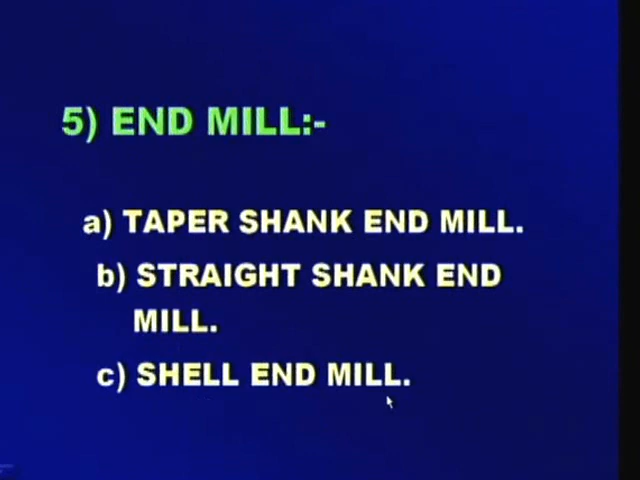 5) END MILL:-
a) TAPER SHANK END MILL.
b) STRAIGHT SHANK END
MILL.
c) SHELL END MILL.